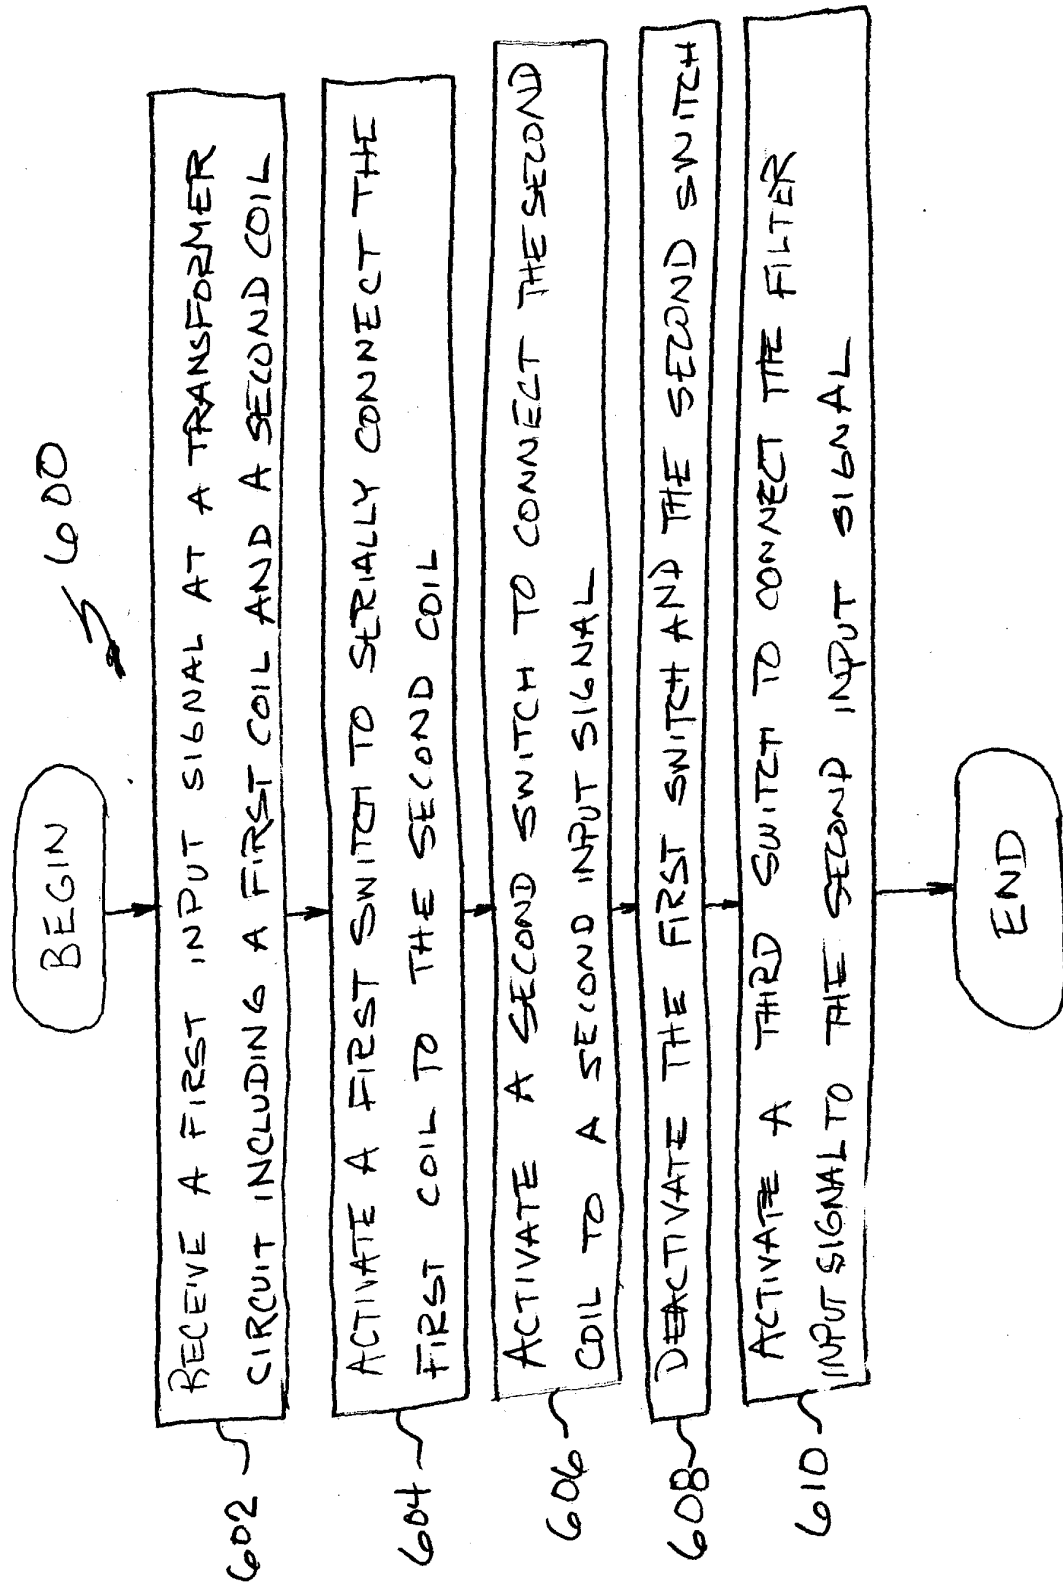 600
BEGIN
602
RECEIVE A FIRST INPUT SIGNAL AT A TRANSFORMER
CIRCUIT INCLUDING A FIRST COIL AND A SECOND COIL
604
ACTIVATE A FIRST SWITCH TO SERIALLY CONNECT THE
FIRST COIL TO THE SECOND COIL
606
ACTIVATE A SECOND SWITCH TO CONNECT THE SECOND
COIL TO A SECOND INPUT SIGNAL
608
DEACTIVATE THE FIRST SWITCH AND THE SECOND SWITCH
610
ACTIVATE A THIRD SWITCH TO CONNECT THE FILTER
INPUT SIGNAL TO THE SECOND INPUT SIGNAL
END